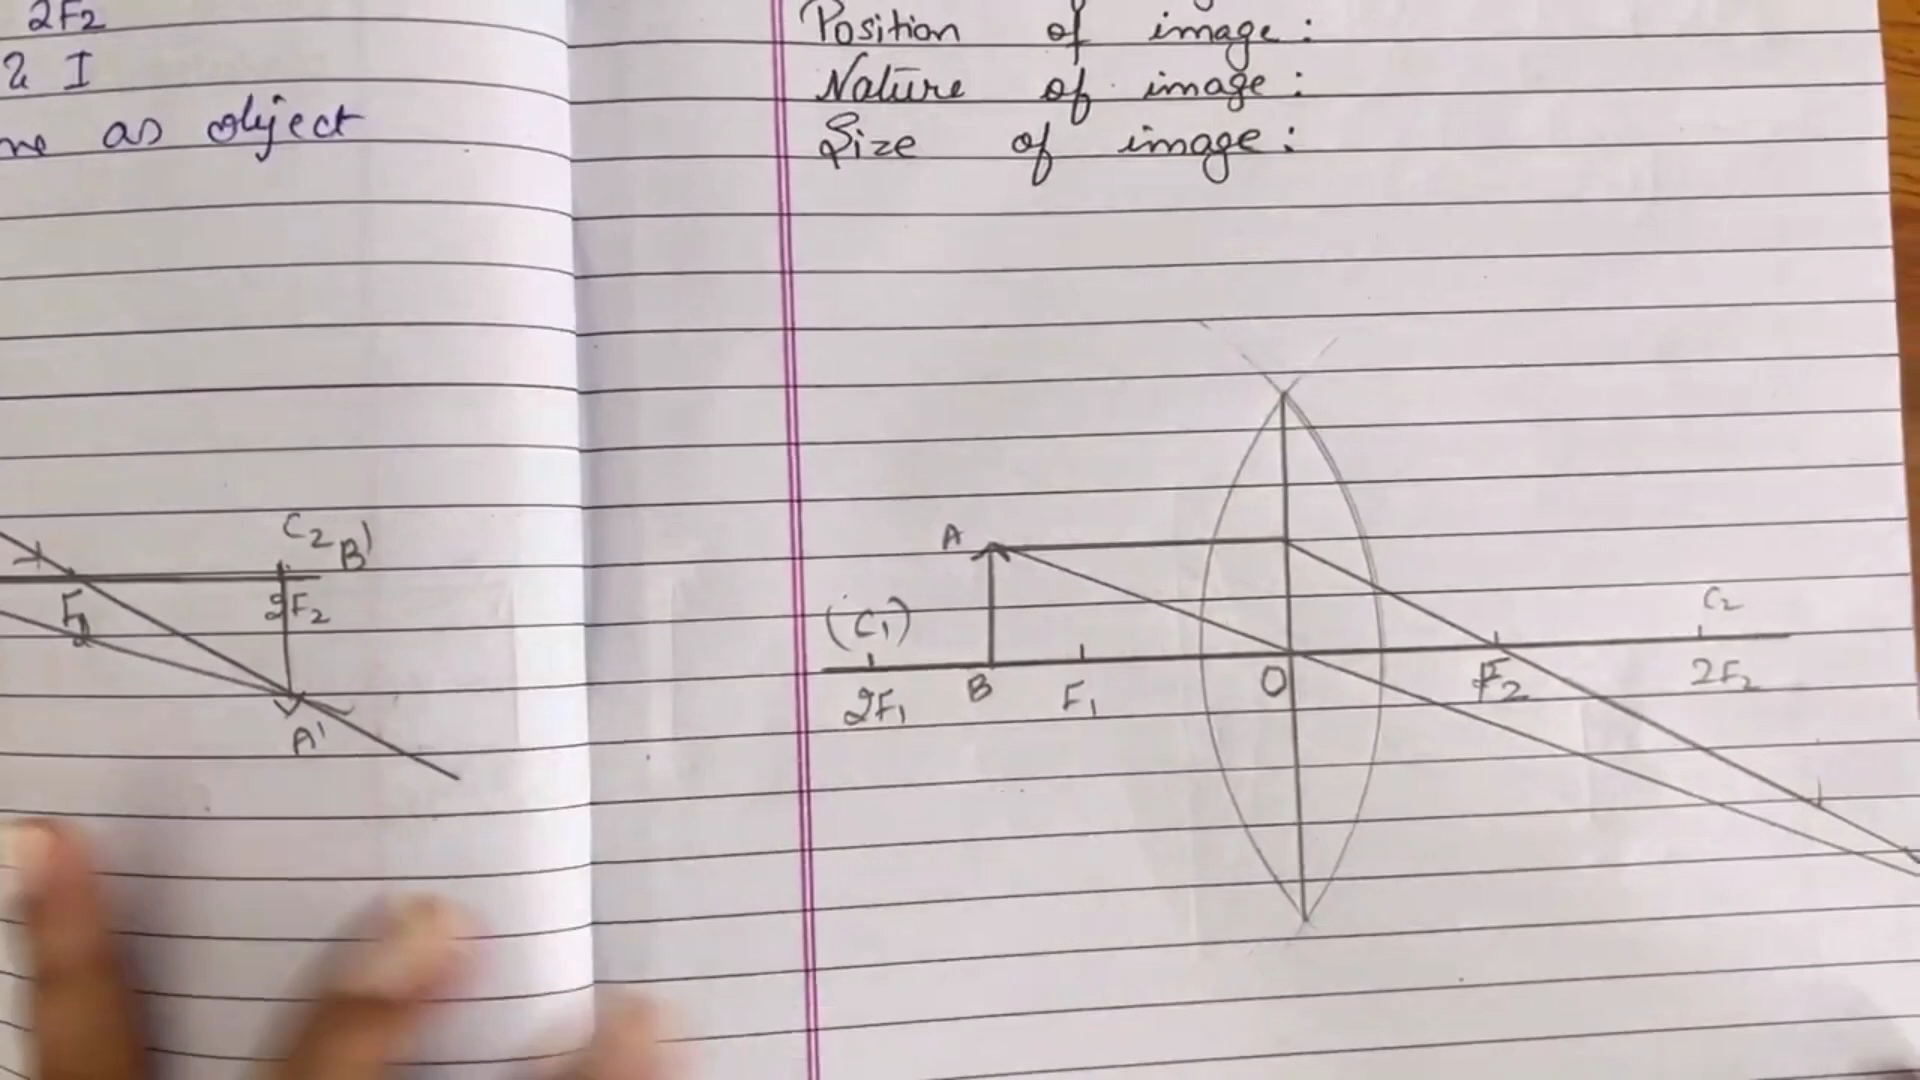 2F₂
& I
as object
C₂ B'
F₂
2F₂
A'
Position of image :
Nature of image :
Size of image :
A
(C₁)
C₂
2F₁ B F₁ O F₂ 2F₂